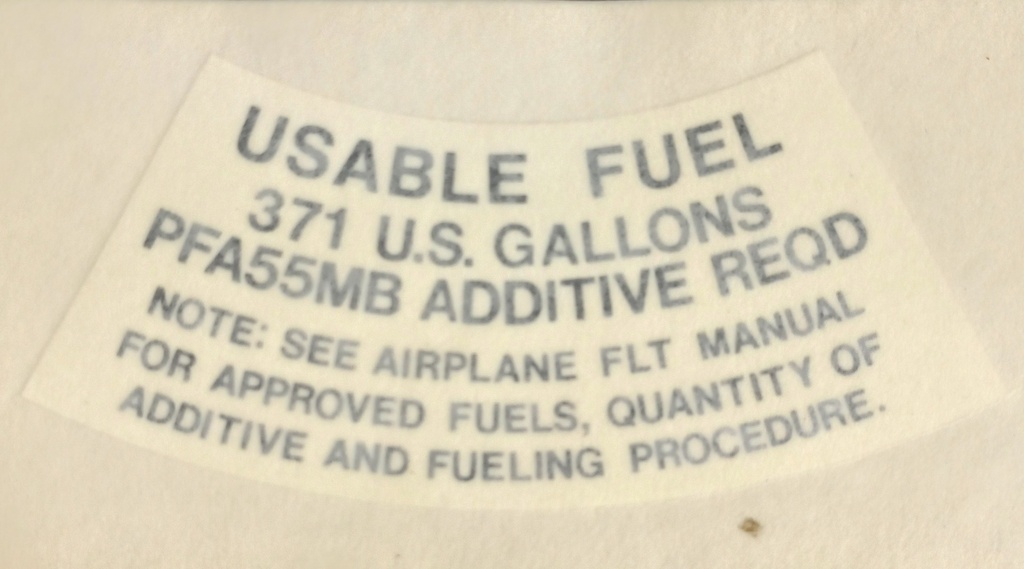 USABLE FUEL
371 U.S. GALLONS
PFA55MB ADDITIVE REQD
NOTE: SEE AIRPLANE FLT MANUAL
FOR APPROVED FUELS, QUANTITY OF
ADDITIVE AND FUELING PROCEDURE.